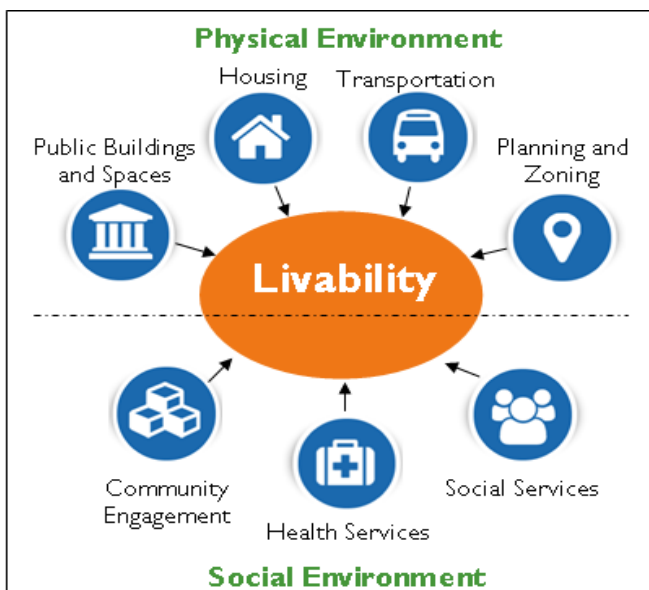 Physical Environment
Housing
Transportation
Public Buildings
and Spaces
Planning and
Zoning
Livability
Community
Engagement
Health Services
Social Services
Social Environment